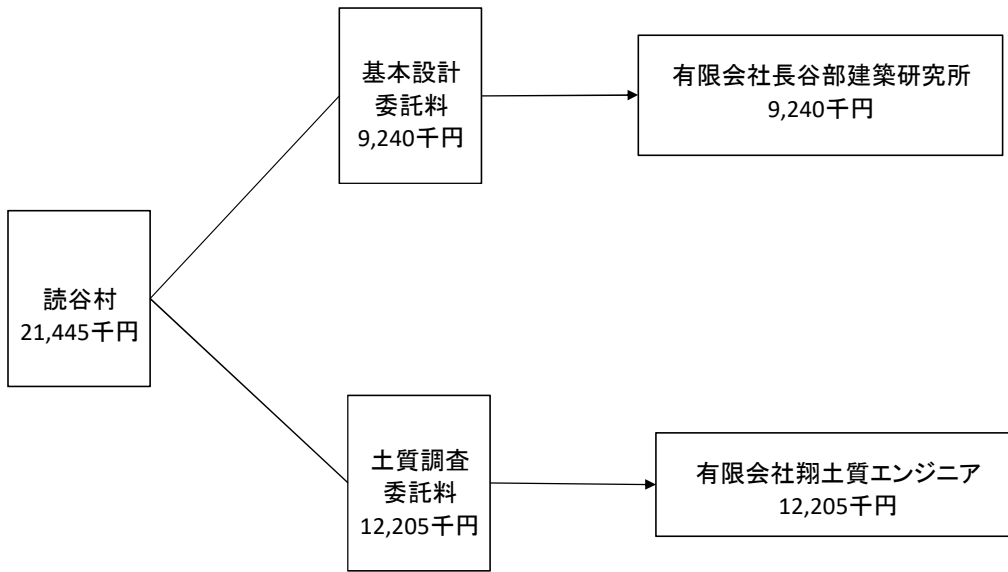 基本設計
委託料
9,240千円
有限会社長谷部建築研究所
9,240千円
読谷村
21,445千円
土質調査
委託料
12,205千円
有限会社翔土質エンジニア
12,205千円